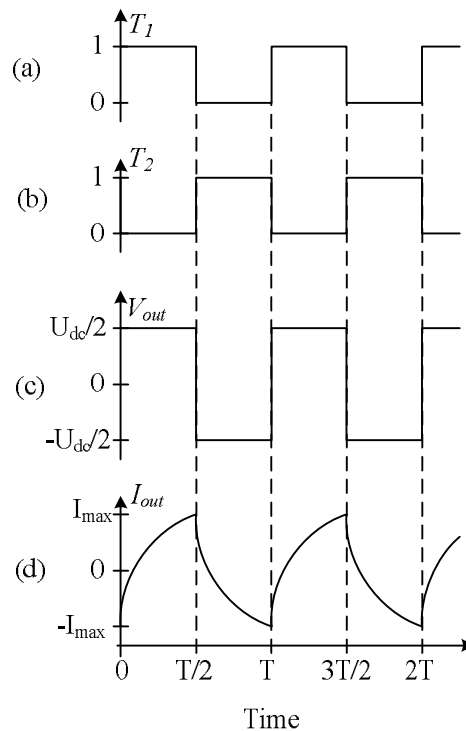 T1
(a)
1
0
T2
(b)
1
0
Vout
Udc/2
(c)
0
-Udc/2
Iout
Imax
(d)
0
-Imax
0 T/2 T 3T/2 2T
Time